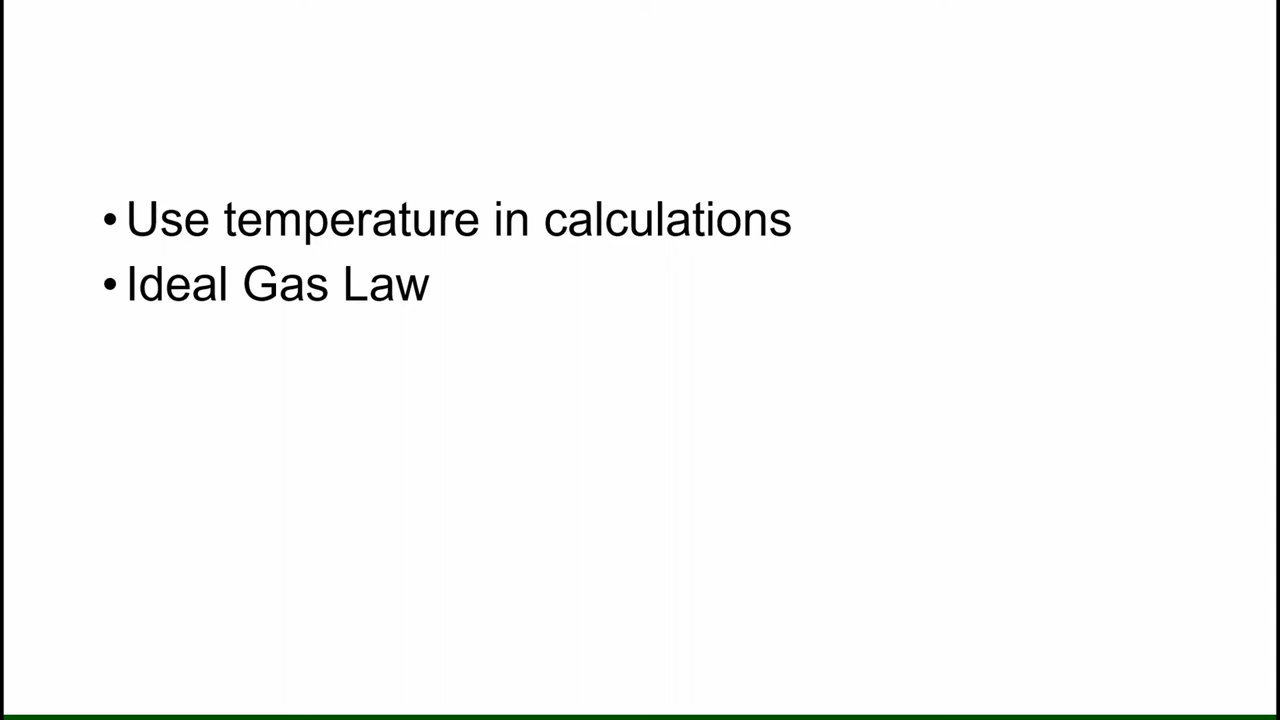 • Use temperature in calculations
• Ideal Gas Law